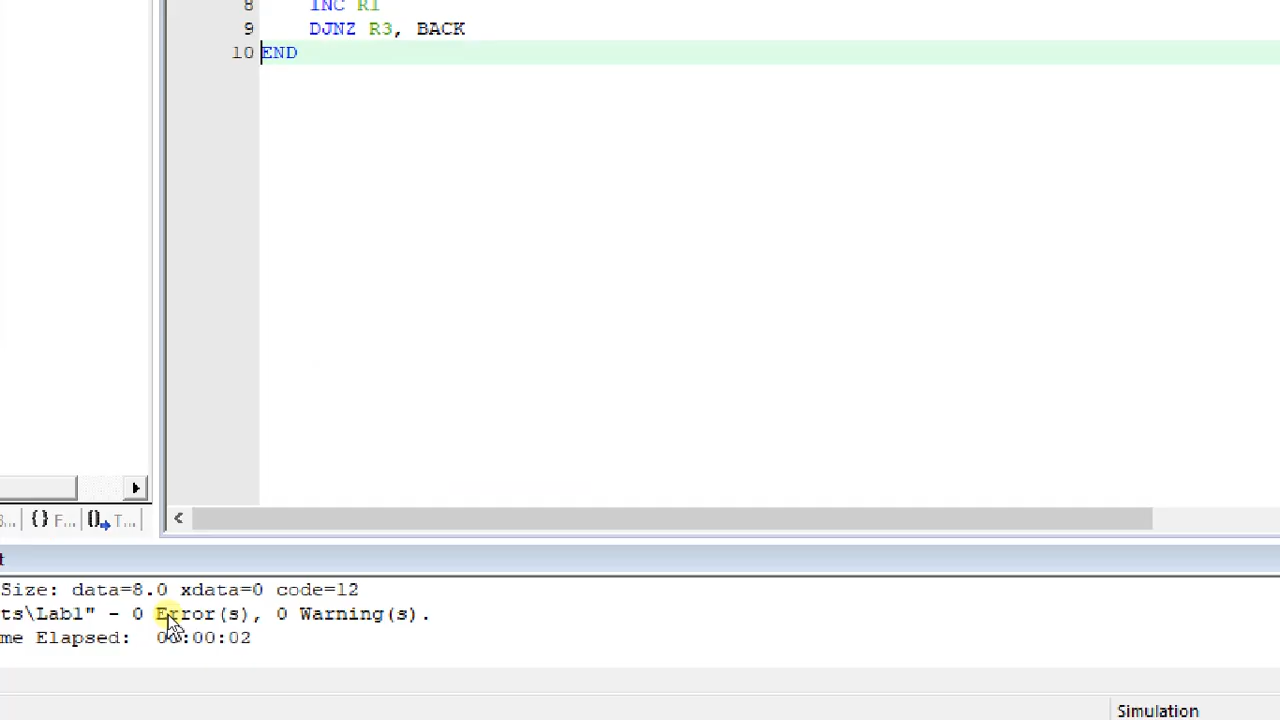 8 INC R1
9 DJNZ R3, BACK
10 END
... {} F... T...
t
Size: data=8.0 xdata=0 code=12
ts\Lab1" - 0 Error(s), 0 Warning(s).
me Elapsed: 00:00:02
Simulation